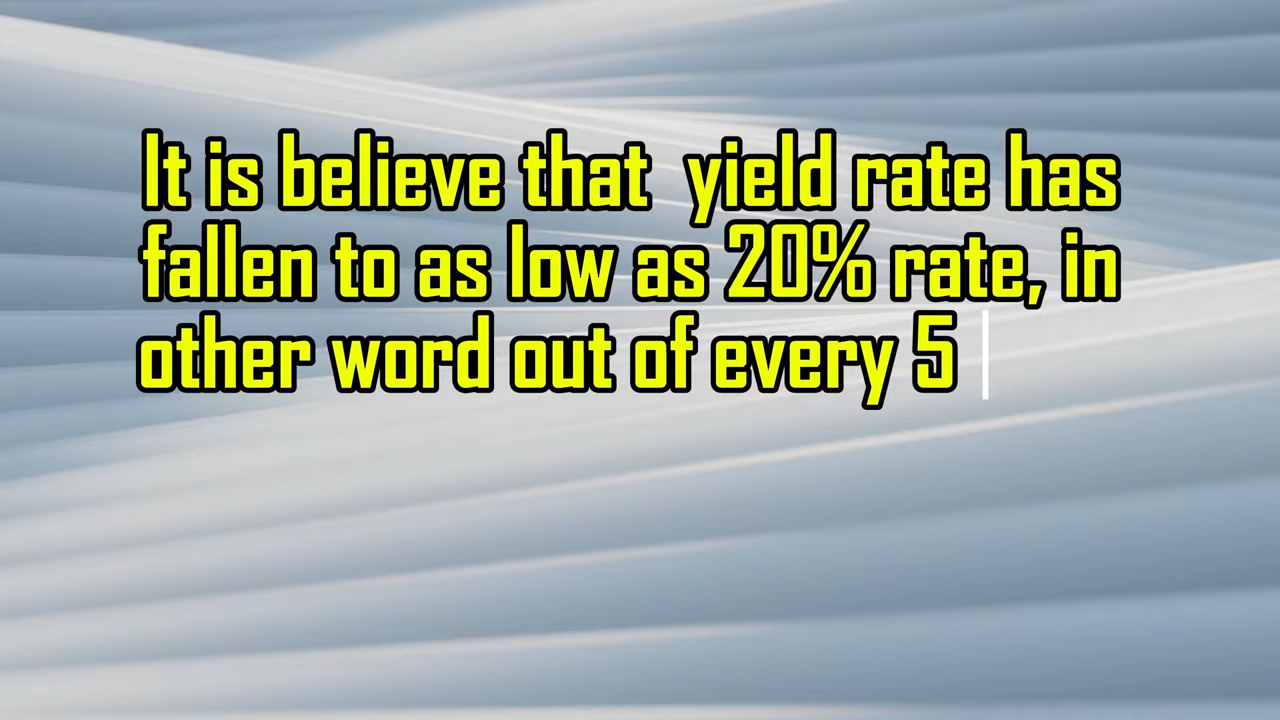 It is believe that  yield rate has
fallen to as low as 20% rate, in
other word out of every 5